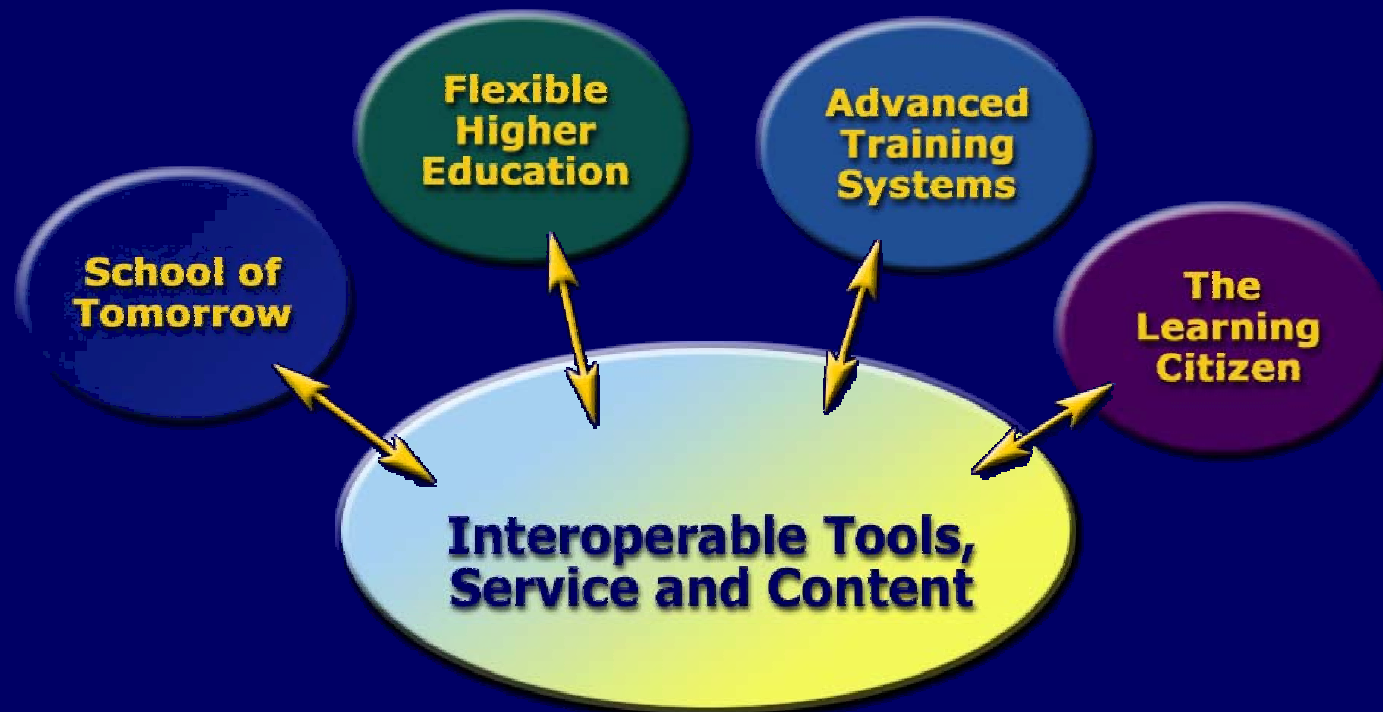 School of
Tomorrow
Flexible
Higher
Education
Advanced
Training
Systems
The
Learning
Citizen
Interoperable Tools,
Service and Content